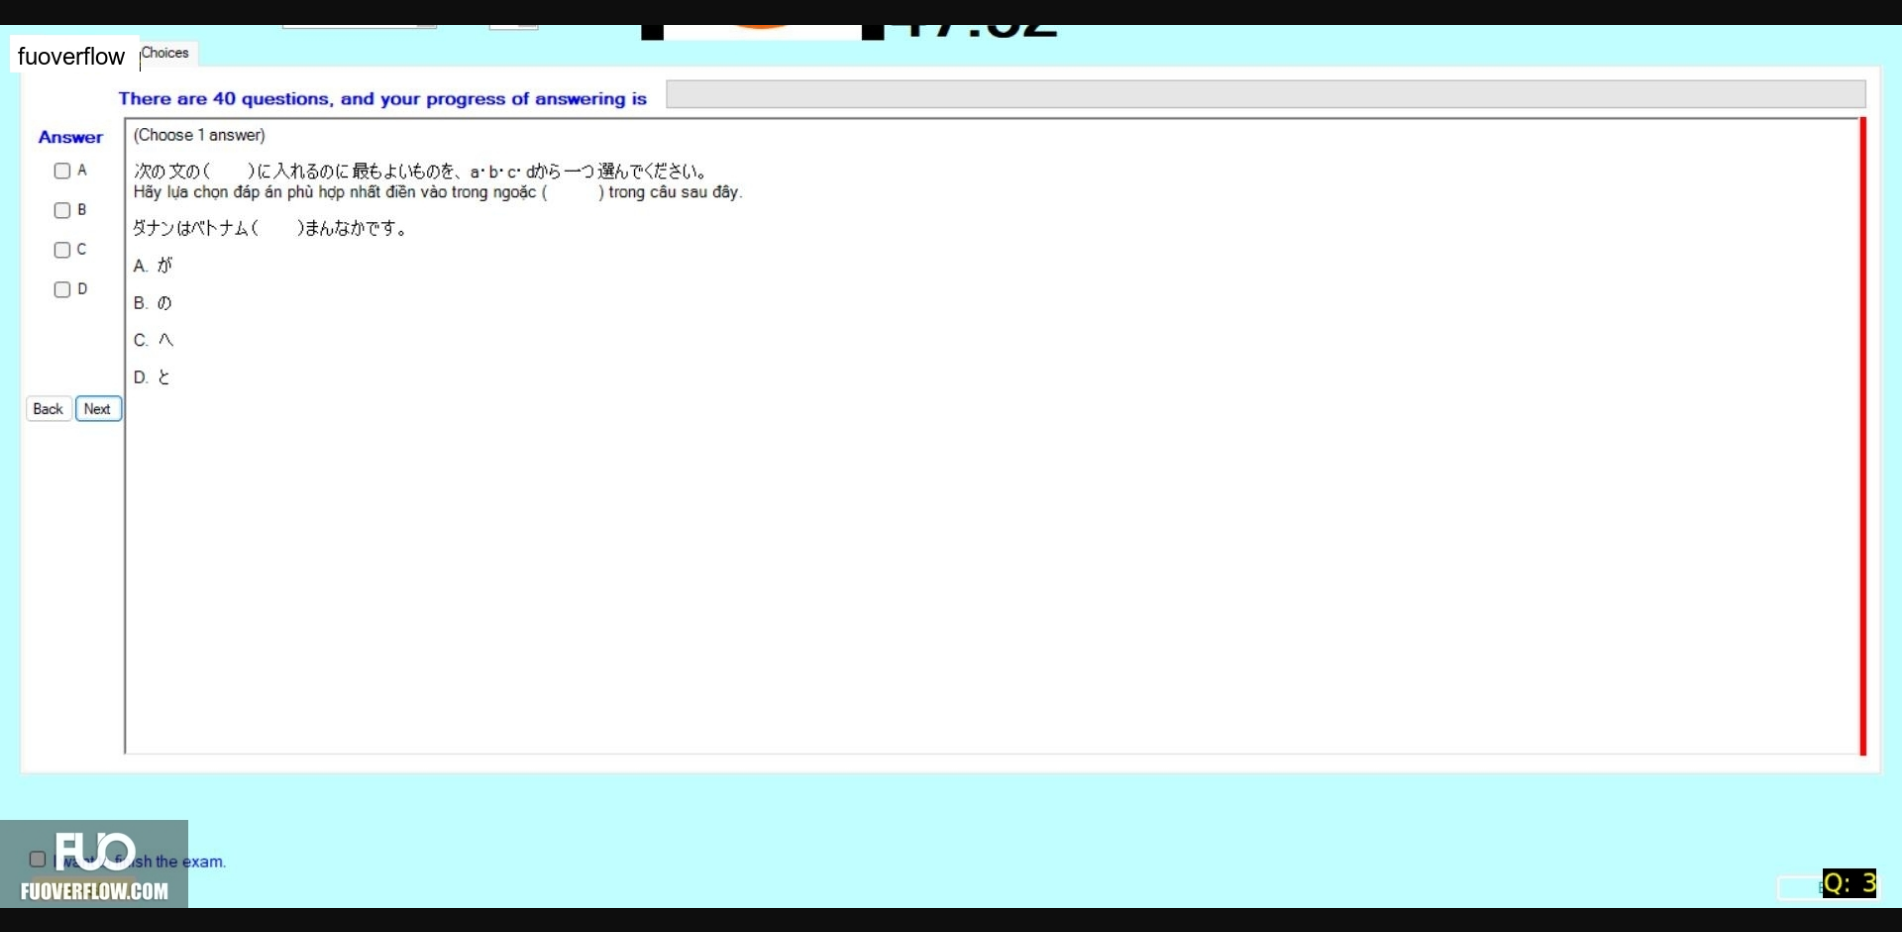 fuoverflow
Choices
There are 40 questions, and your progress of answering is
Answer
(Choose 1 answer)
A
次の文の(　　)に入れるのに最もよいものを、a・b・c・dから一つ選んでください。
Hãy lựa chọn đáp án phù hợp nhất điền vào trong ngoặc (　　) trong câu sau đây.
B
ダナンはベトナム(　　)まんなかです。
C
A. が
D
B. の
C. へ
D. と
Back Next
FUO
finish the exam.
FUOVERFLOW.COM
Q: 3